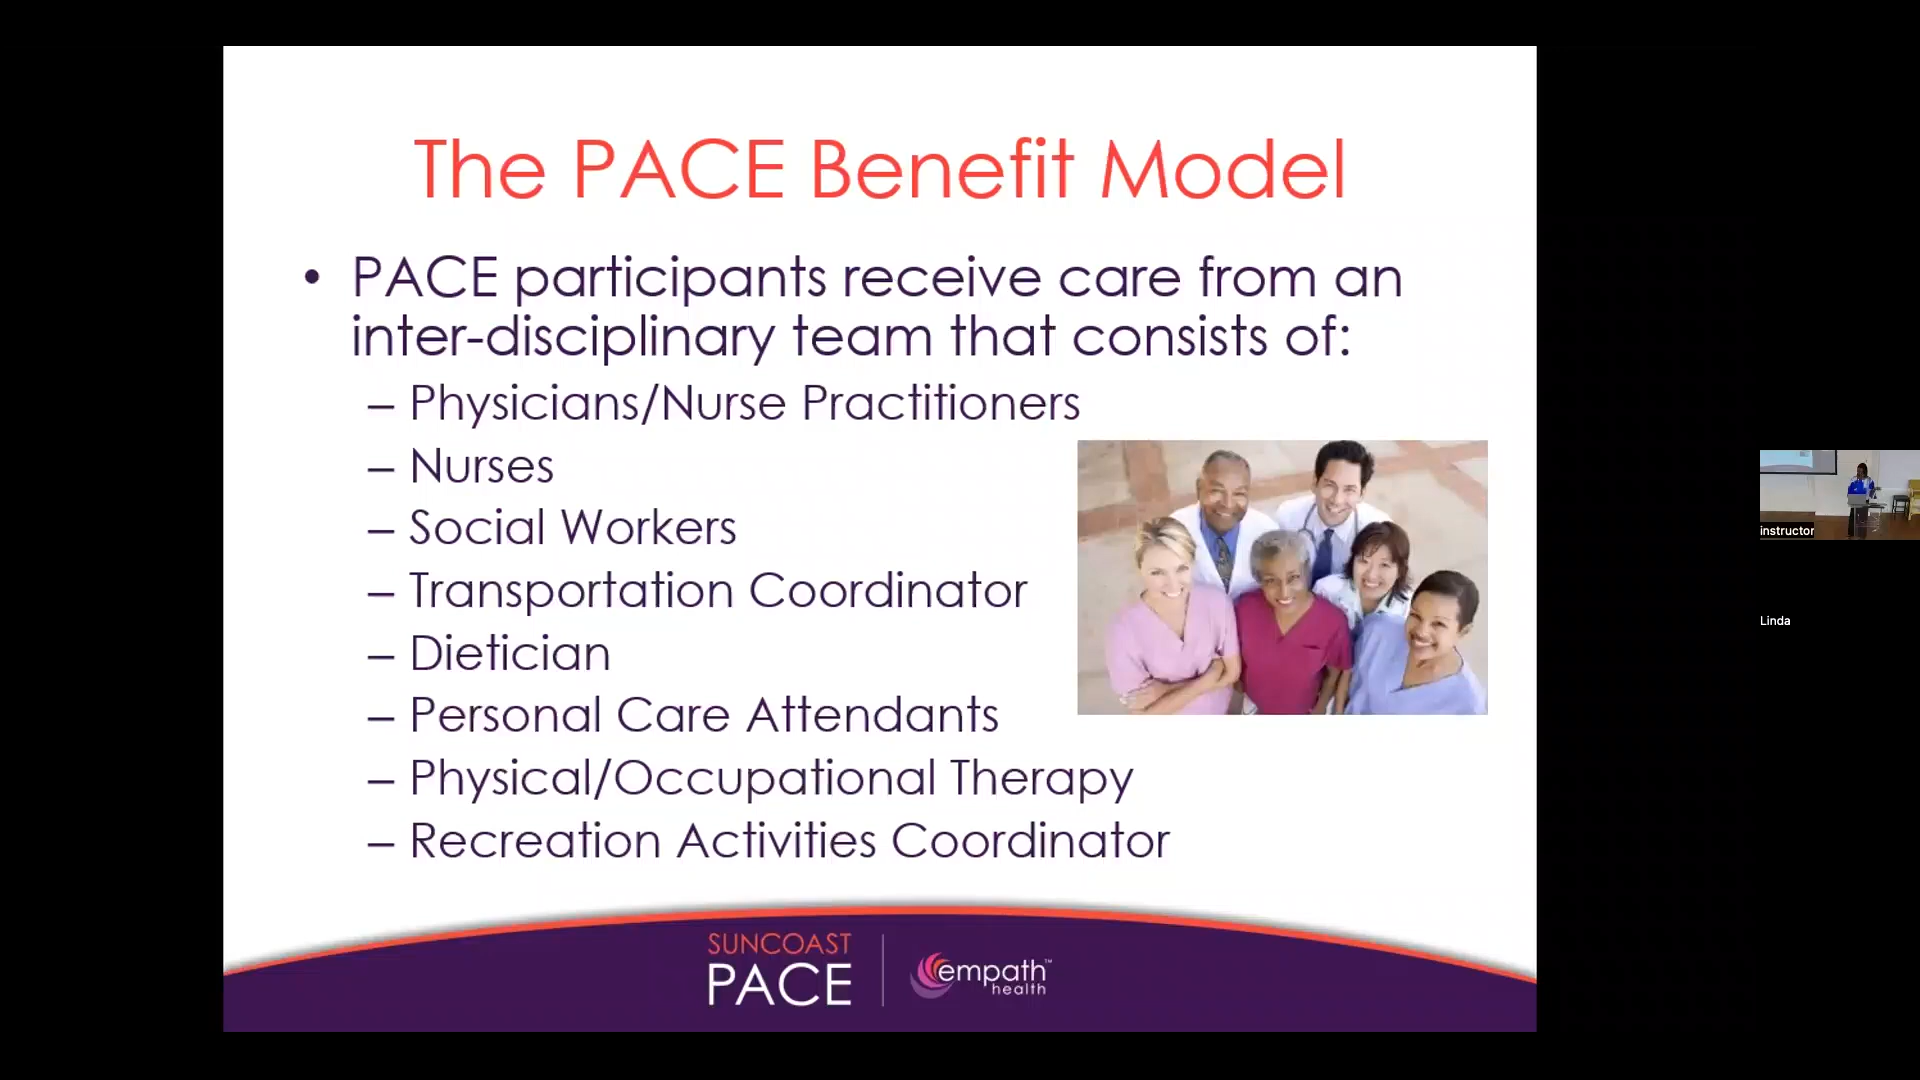 The PACE Benefit Model
• PACE participants receive care from an
inter-disciplinary team that consists of:
– Physicians/Nurse Practitioners
– Nurses
– Social Workers
– Transportation Coordinator
– Dietician
– Personal Care Attendants
– Physical/Occupational Therapy
– Recreation Activities Coordinator
SUNCOAST
PACE
empath™
health
instructor
Linda